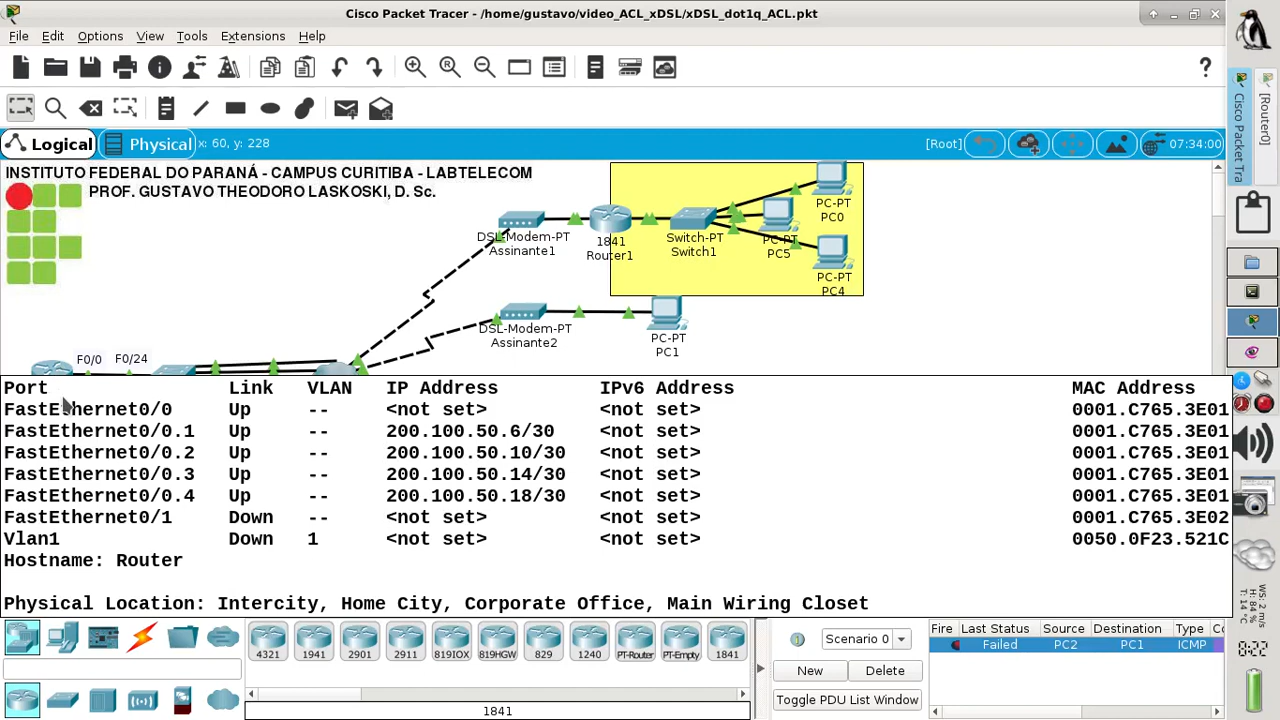 Cisco Packet Tracer - /home/gustavo/video_ACL_xDSL/xDSL_dot1q_ACL.pkt
File Edit Options View Tools Extensions Help
Logical Physical x: 60, y: 228 [Root] 07:34:00
INSTITUTO FEDERAL DO PARANÁ - CAMPUS CURITIBA - LABTELECOM
PROF. GUSTAVO THEODORO LASKOSKI, D. Sc.
DSL-Modem-PT
Assinante1
1841
Router1
Switch-PT
Switch1
PC-PT
PC0
PC-PT
PC5
PC-PT
PC4
DSL-Modem-PT
Assinante2
PC-PT
PC1
F0/0 F0/24
Port Link VLAN IP Address IPv6 Address MAC Address
FastEthernet0/0 Up -- <not set> <not set> 0001.C765.3E01
FastEthernet0/0.1 Up -- 200.100.50.6/30 <not set> 0001.C765.3E01
FastEthernet0/0.2 Up -- 200.100.50.10/30 <not set> 0001.C765.3E01
FastEthernet0/0.3 Up -- 200.100.50.14/30 <not set> 0001.C765.3E01
FastEthernet0/0.4 Up -- 200.100.50.18/30 <not set> 0001.C765.3E01
FastEthernet0/1 Down -- <not set> <not set> 0001.C765.3E02
Vlan1 Down 1 <not set> <not set> 0050.0F23.521C
Hostname: Router
Physical Location: Intercity, Home City, Corporate Office, Main Wiring Closet
4321 1941 2901 2911 819IOX 819HGW 829 1240 PT-Router PT-Empty 1841
1841
Scenario 0
New Delete
Toggle PDU List Window
Fire Last Status Source Destination Type
Failed PC2 PC1 ICMP
Cisco Packet Tra
[Router0]
WS: 2 m/s
H: 84 %
T: 14 °C
8:22